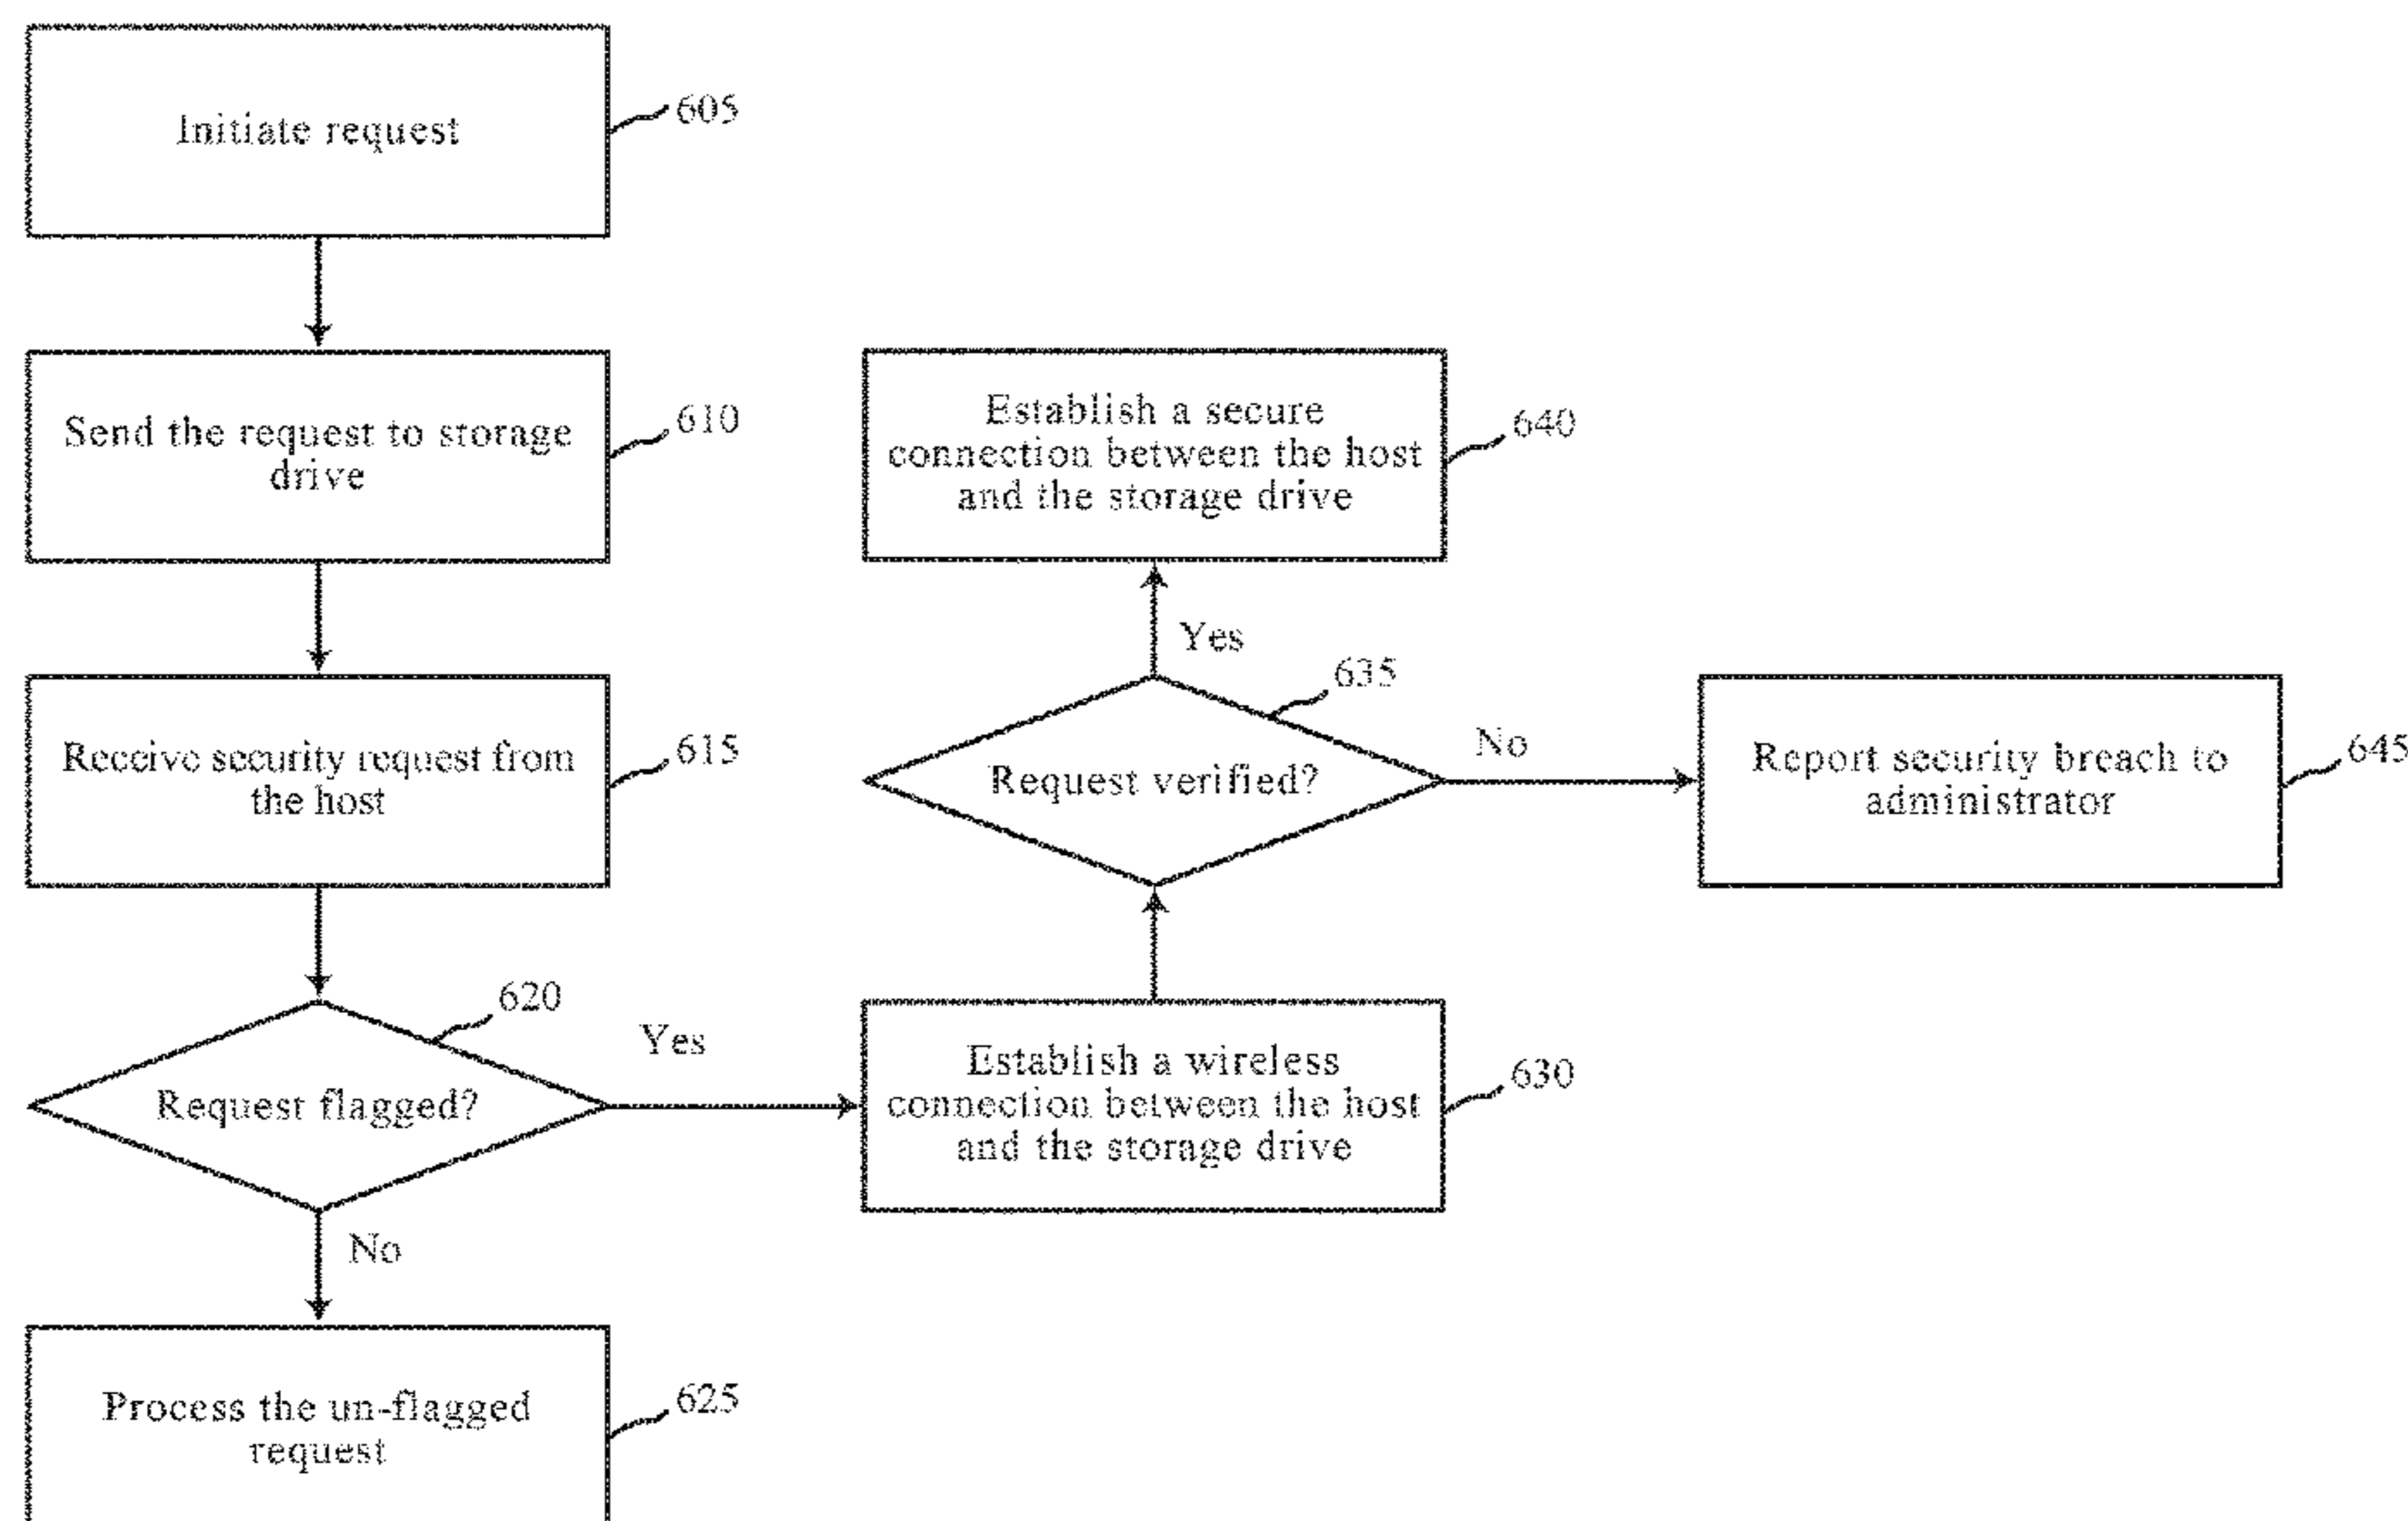 Initiate request
605
Send the request to storage
drive
610
Receive security request from
the host
615
Request flagged?
620
Yes
No
Process the un-flagged
request
625
Establish a wireless
connection between the host
and the storage drive
630
Request verified?
635
Yes
No
Establish a secure
connection between the host
and the storage drive
640
Report security breach to
administrator
645